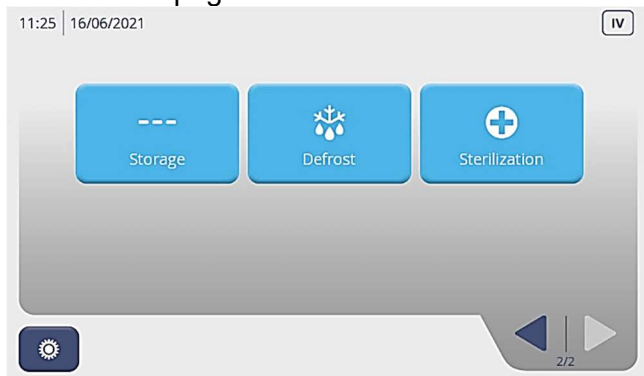 11:25 16/06/2021 IV
--- 
Storage Defrost Sterilization
2/2